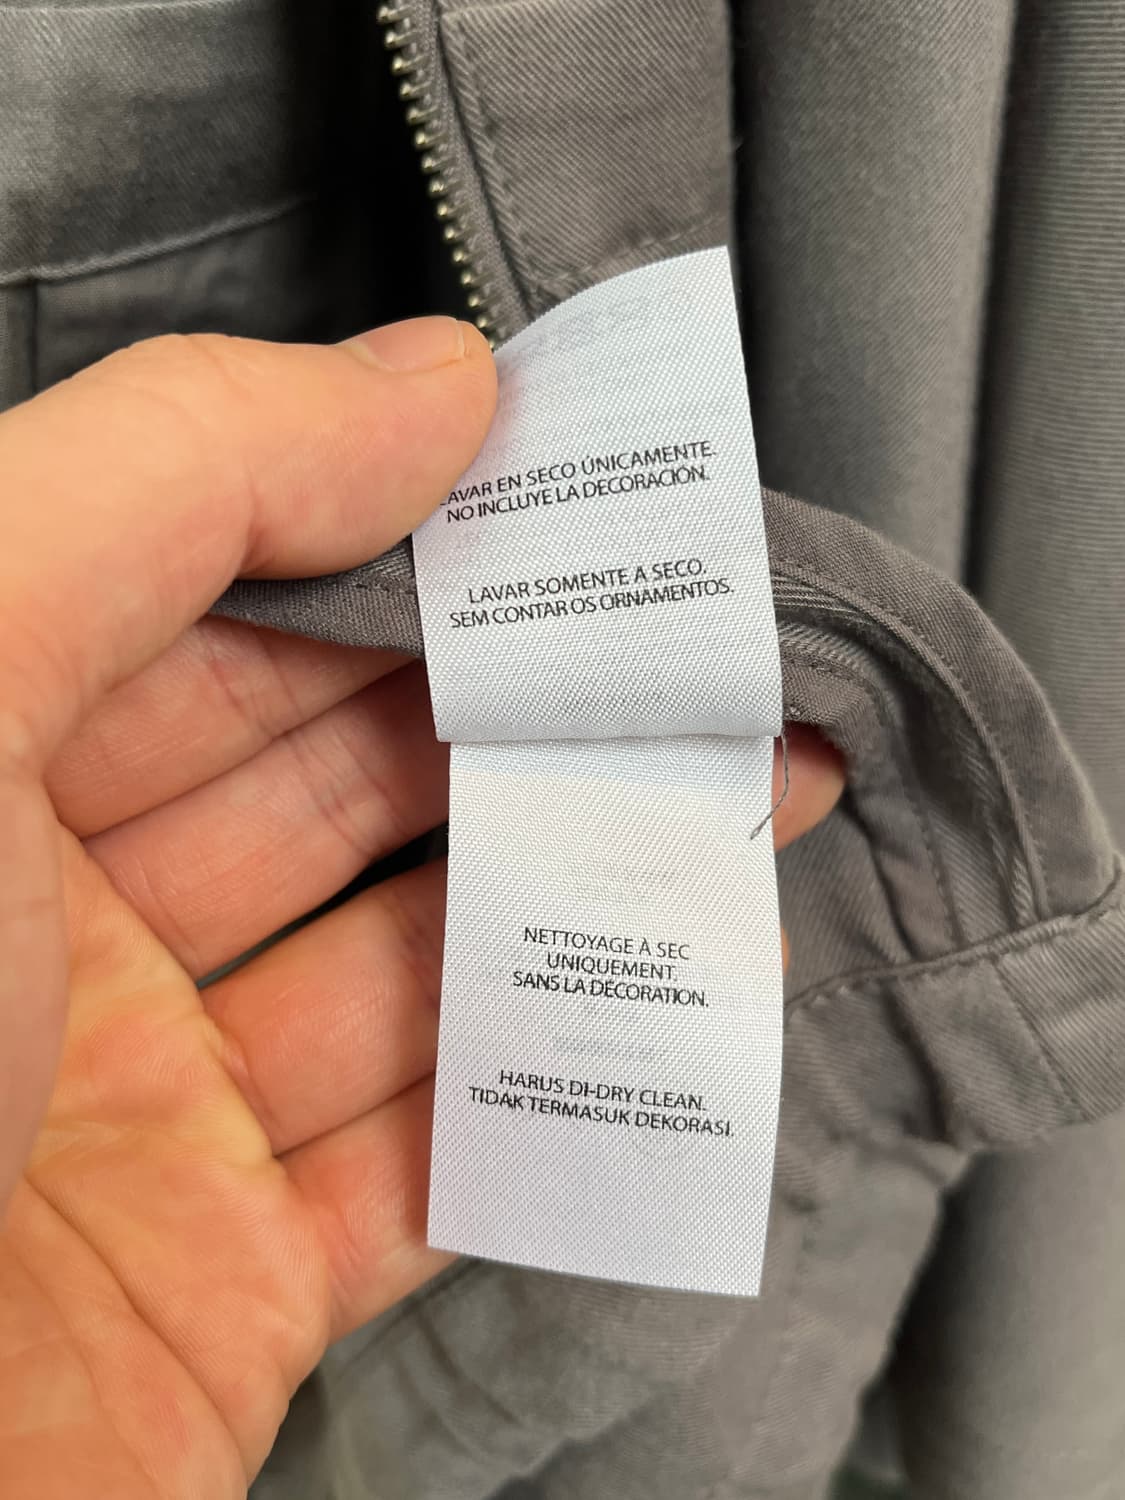 LAVAR EN SECO ÚNICAMENTE.
NO INCLUYE LA DECORACIÓN.
LAVAR SOMENTE A SECO.
SEM CONTAR OS ORNAMENTOS.
NETTOYAGE À SEC
UNIQUEMENT.
SANS LA DÉCORATION.
HARUS DI-DRY CLEAN.
TIDAK TERMASUK DEKORASI.